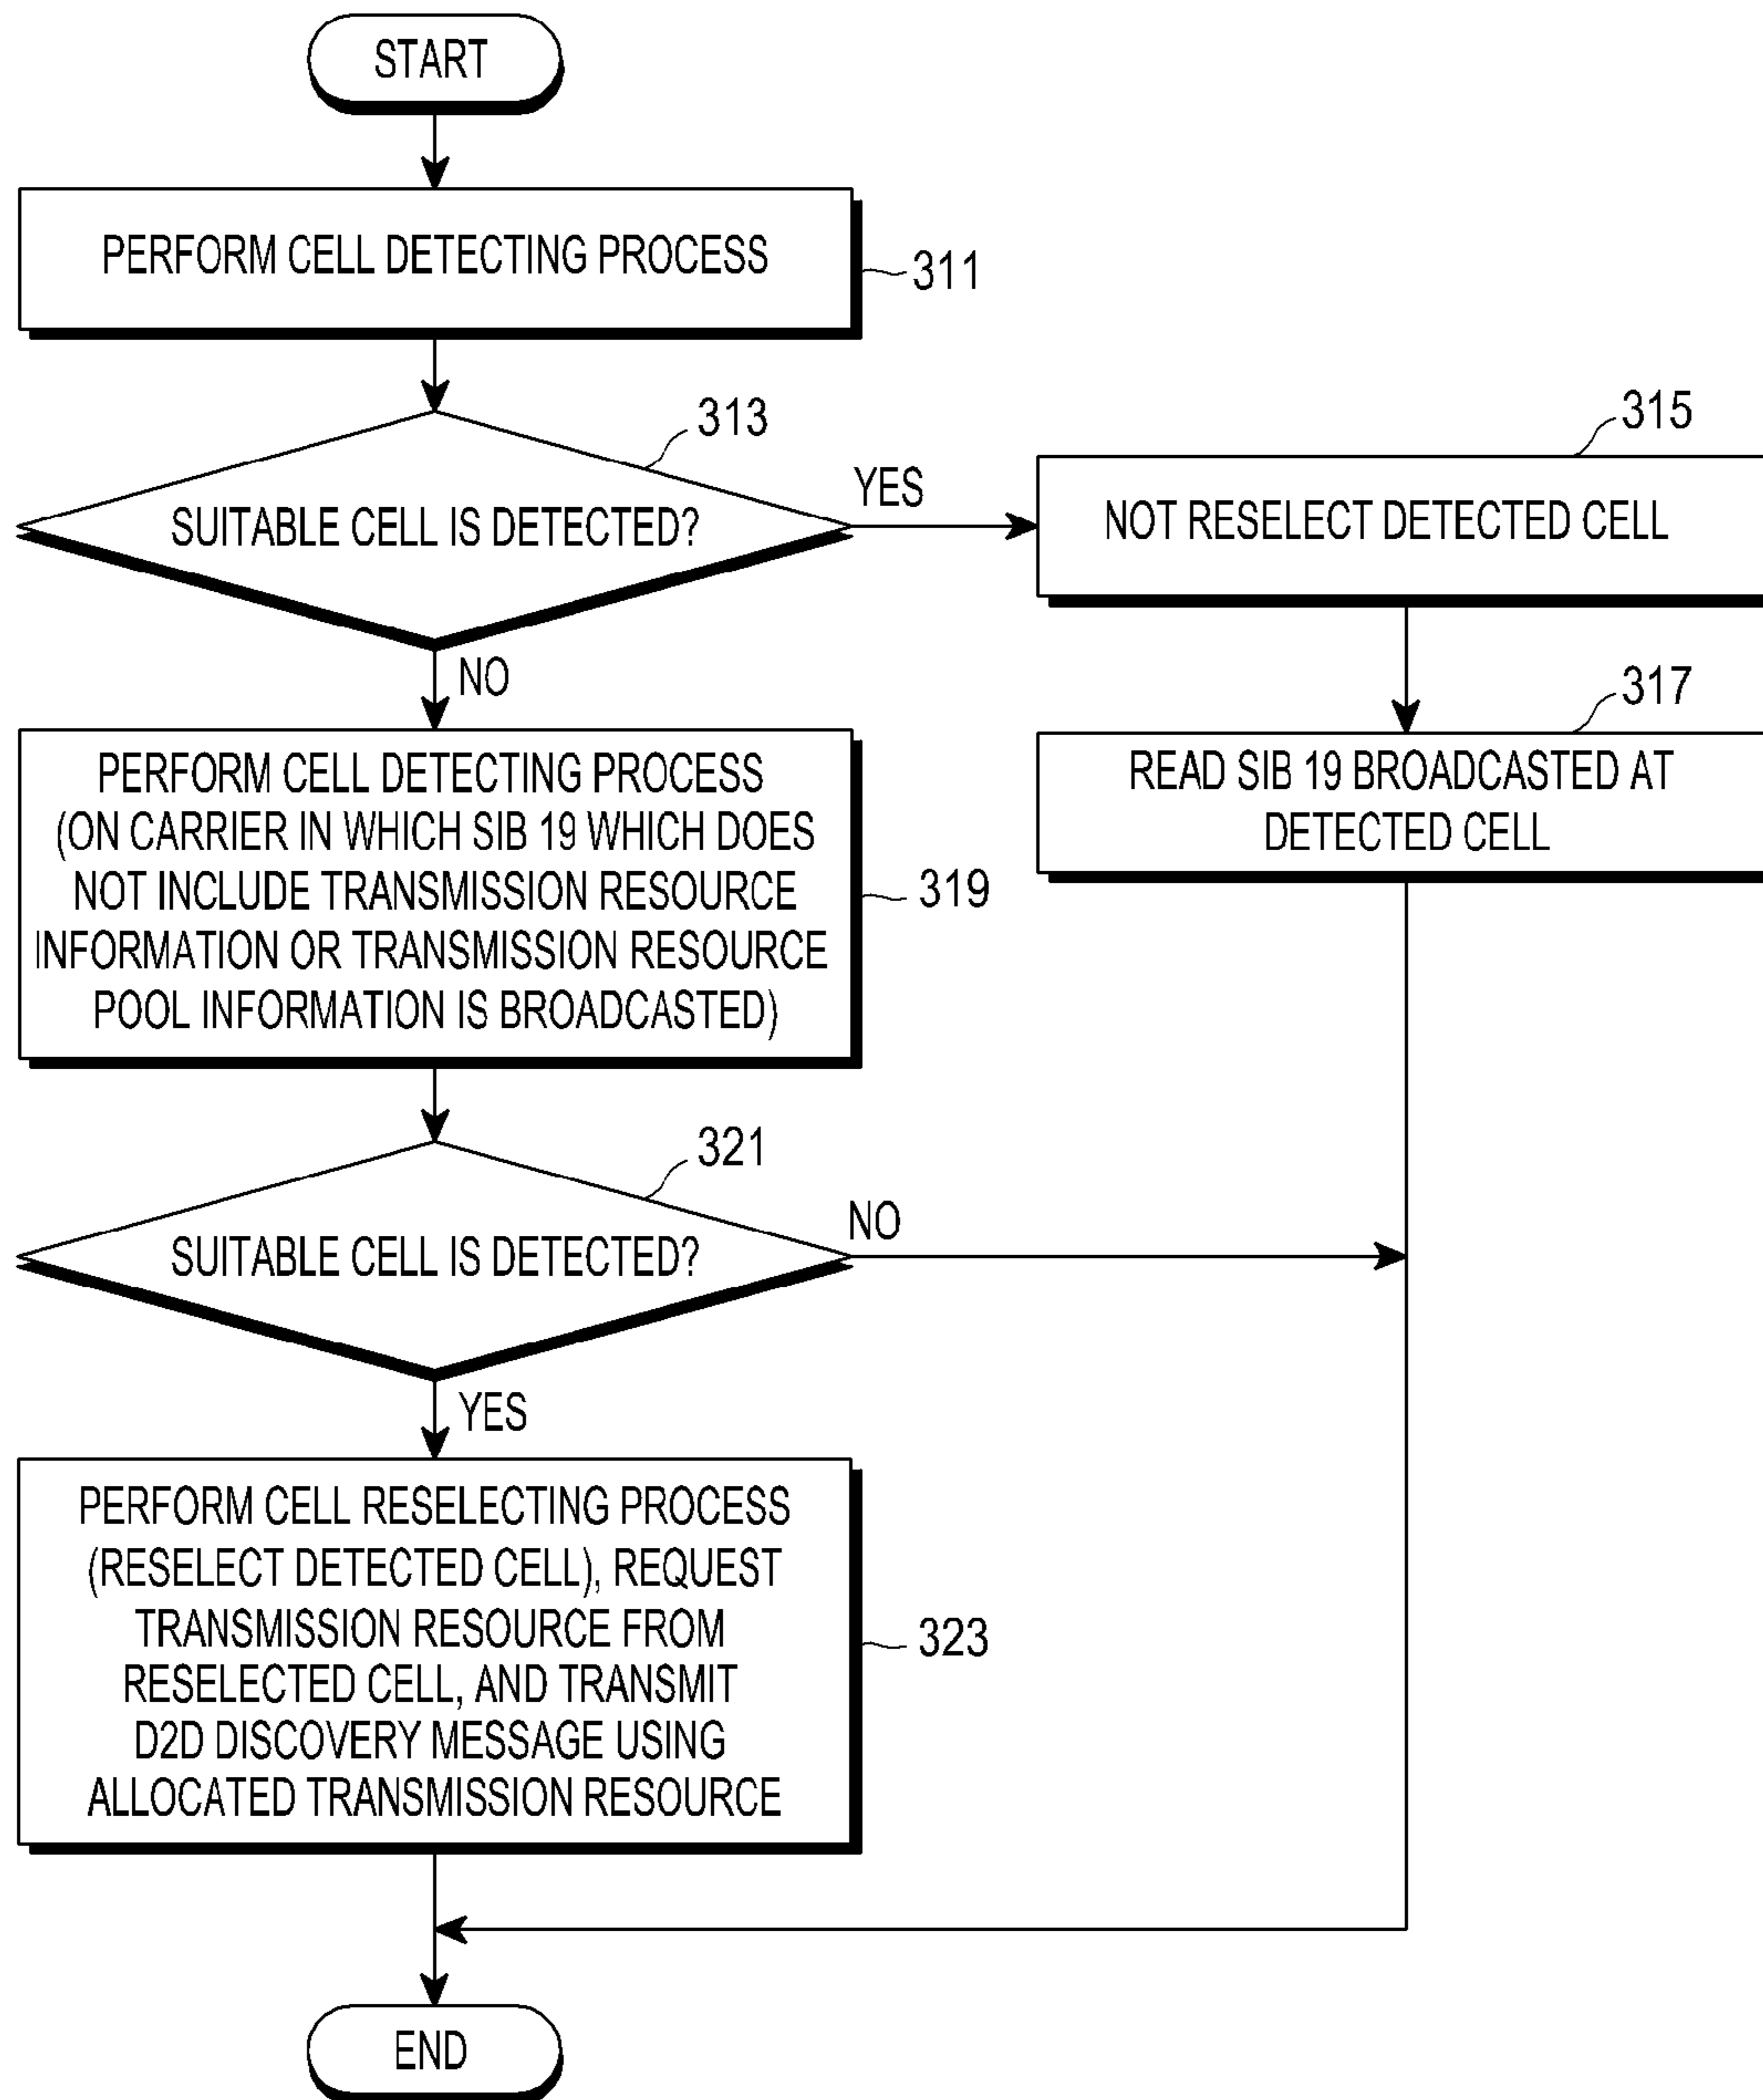 START
PERFORM CELL DETECTING PROCESS
311
313
SUITABLE CELL IS DETECTED?
YES
315
NOT RESELECT DETECTED CELL
317
READ SIB 19 BROADCASTED AT
DETECTED CELL
NO
PERFORM CELL DETECTING PROCESS
(ON CARRIER IN WHICH SIB 19 WHICH DOES
NOT INCLUDE TRANSMISSION RESOURCE
INFORMATION OR TRANSMISSION RESOURCE
POOL INFORMATION IS BROADCASTED)
319
321
SUITABLE CELL IS DETECTED?
NO
YES
PERFORM CELL RESELECTING PROCESS
(RESELECT DETECTED CELL), REQUEST
TRANSMISSION RESOURCE FROM
RESELECTED CELL, AND TRANSMIT
D2D DISCOVERY MESSAGE USING
ALLOCATED TRANSMISSION RESOURCE
323
END